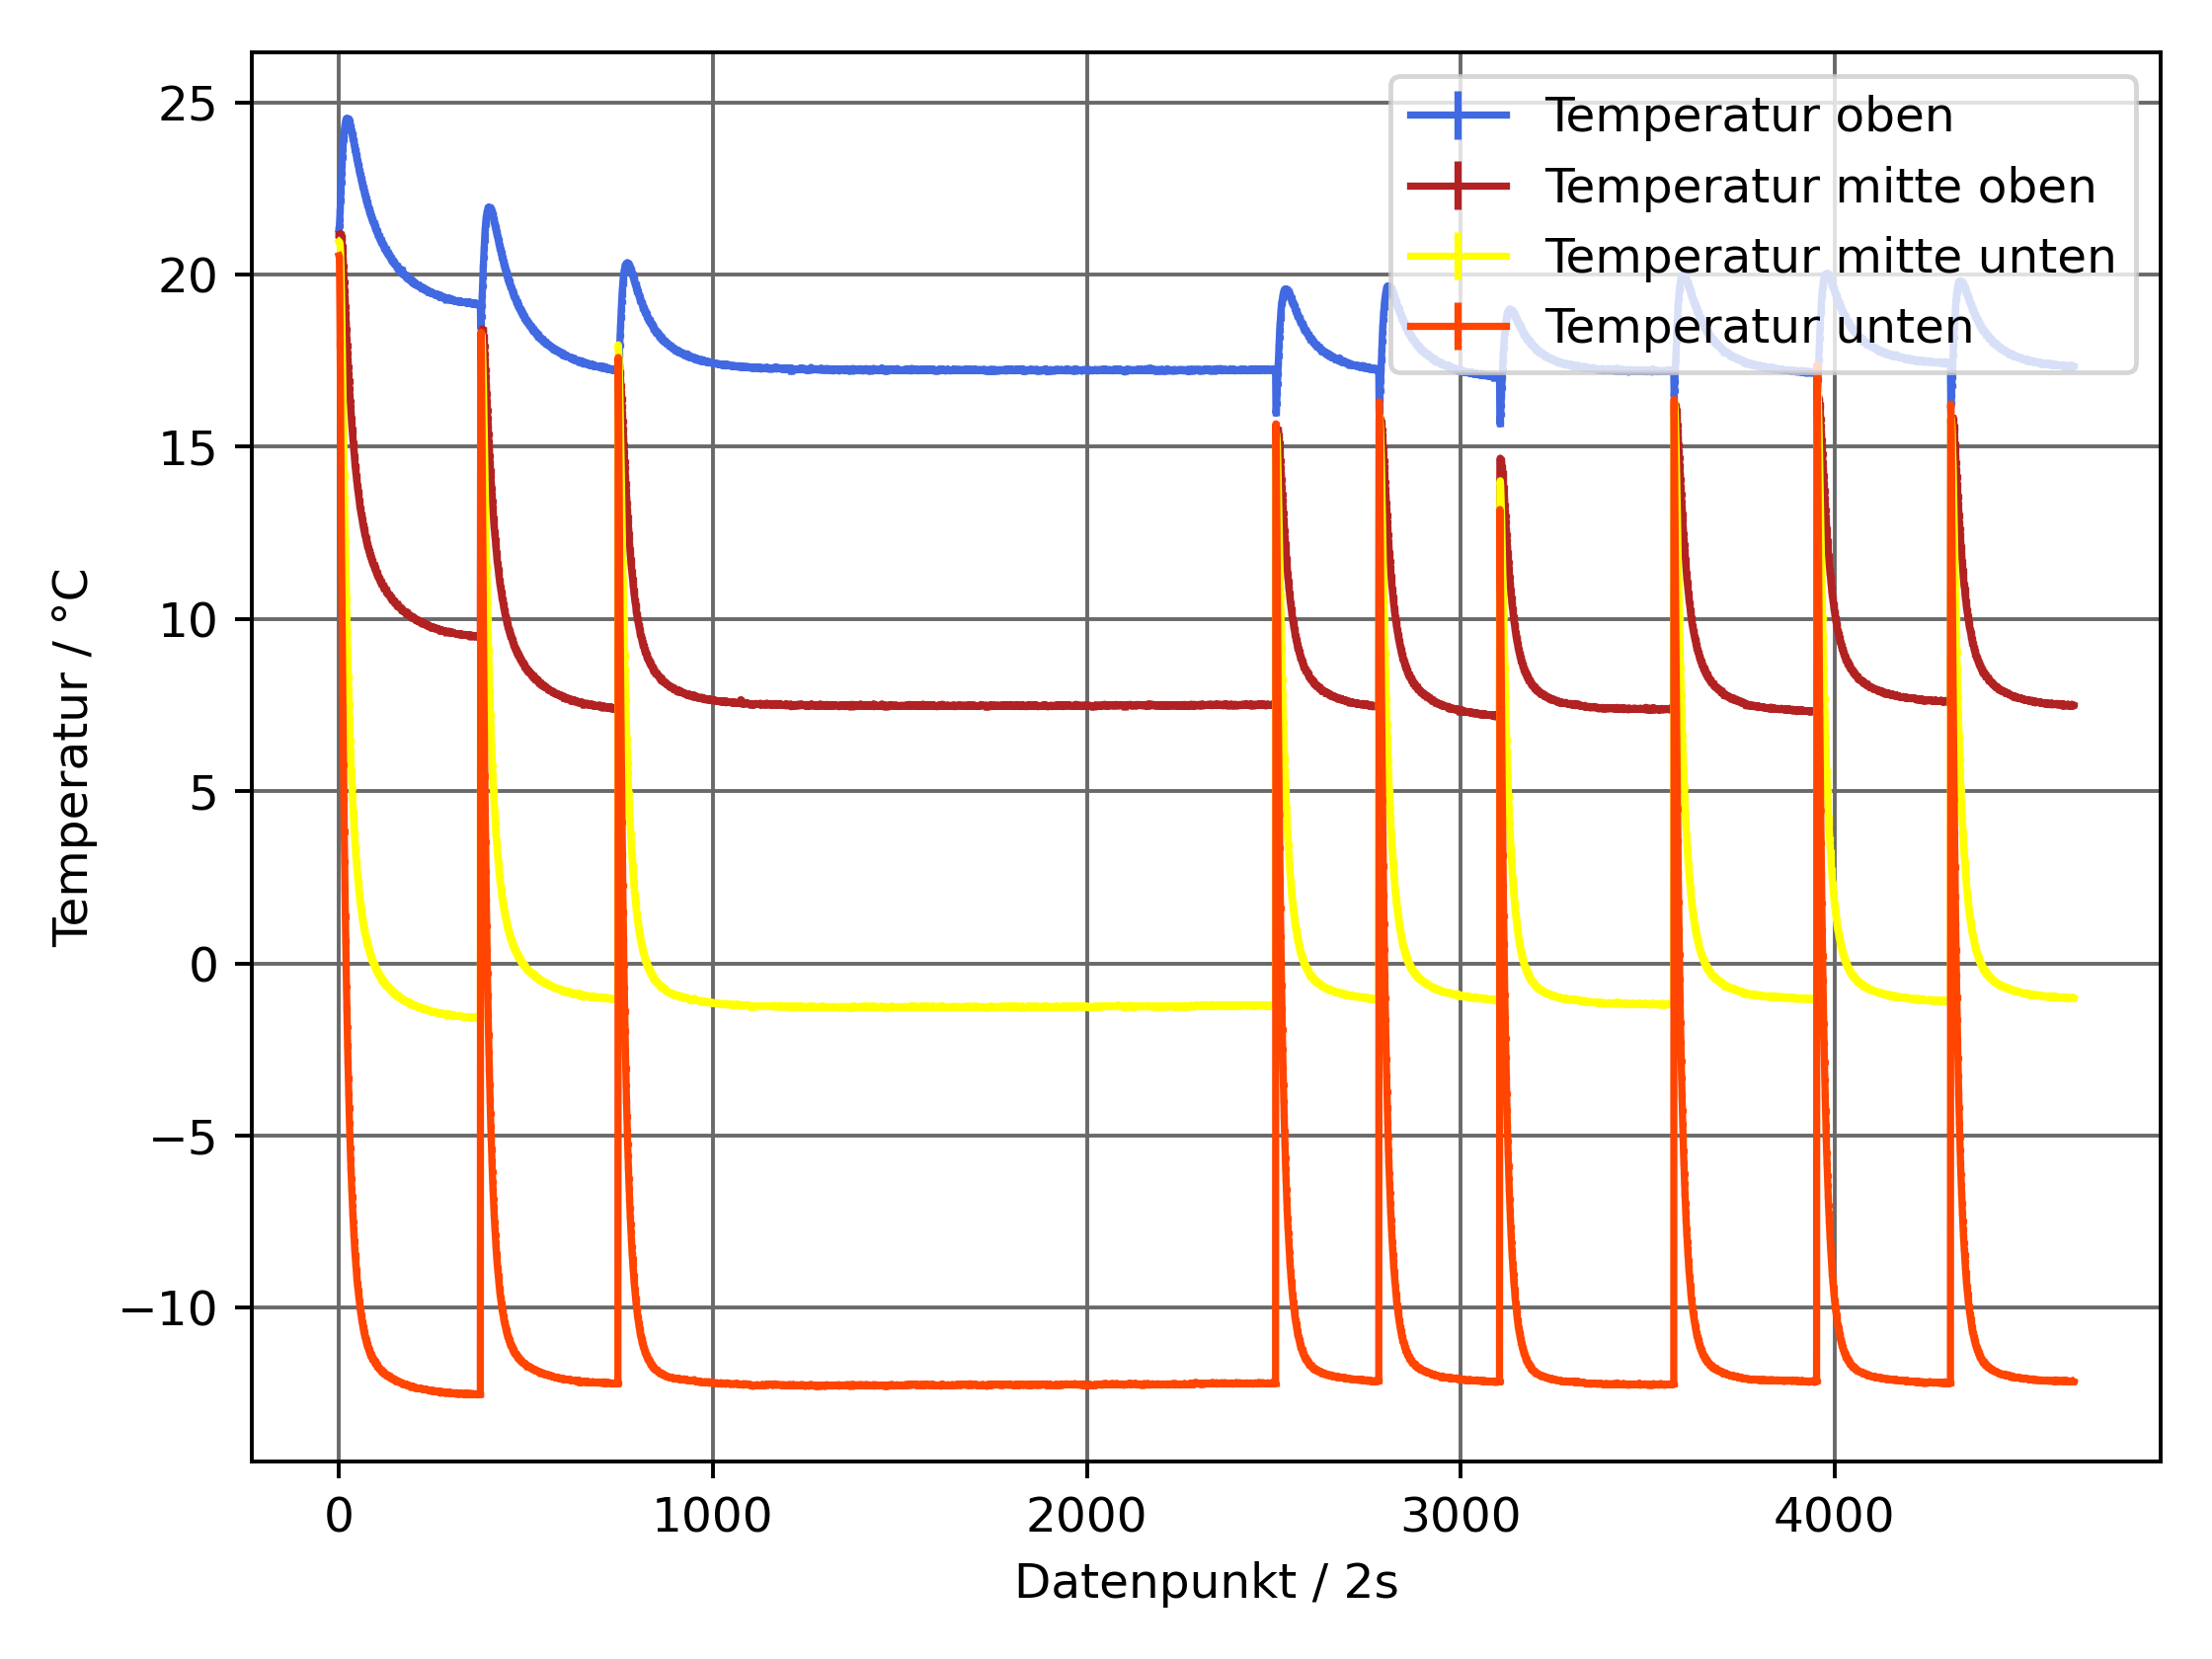 Temperatur / °C
25
20
15
10
5
0
−5
−10
Temperatur oben
Temperatur mitte oben
Temperatur mitte unten
Temperatur unten
0 1000 2000 3000 4000
Datenpunkt / 2s